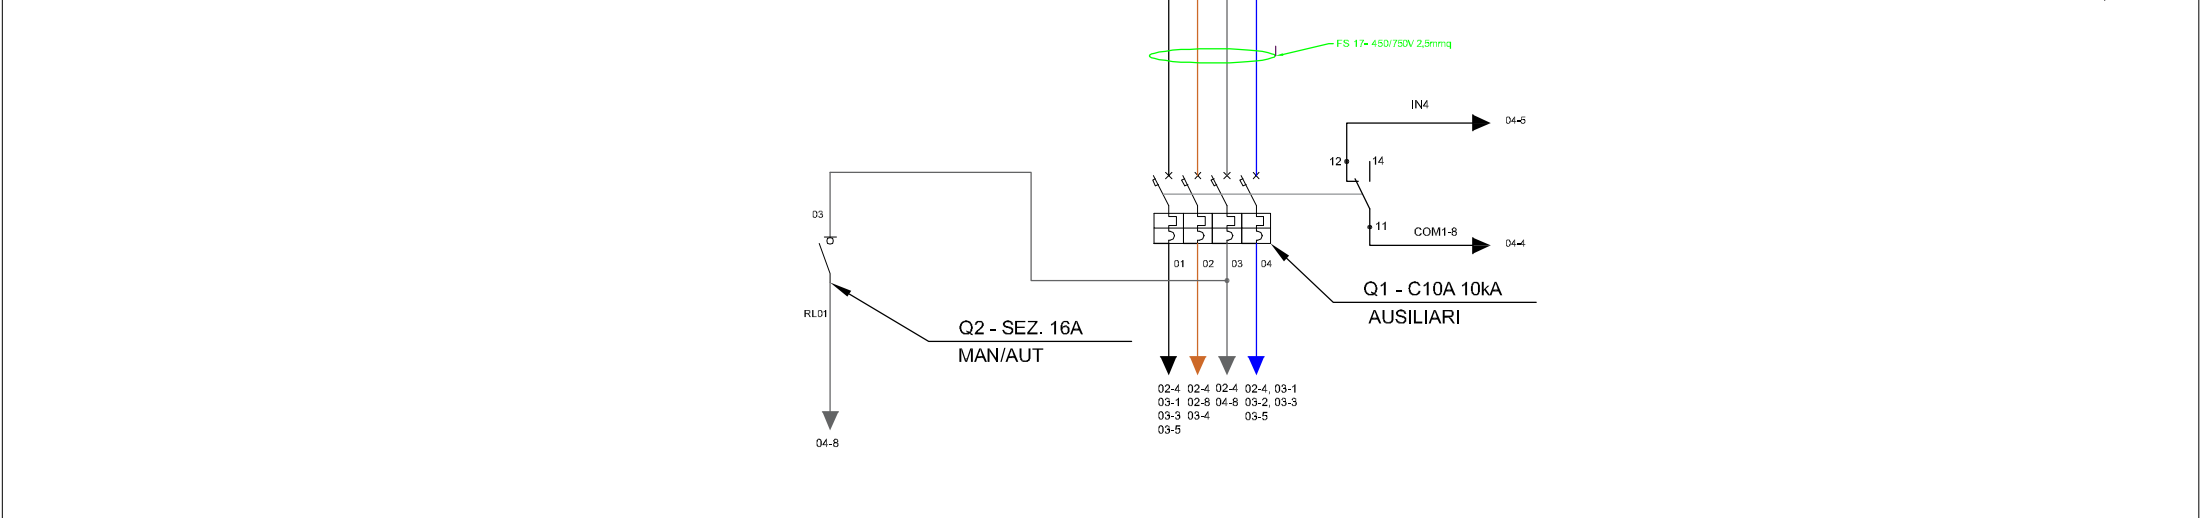 FS 17- 450/750V 2.5mmq
IN4
04-5
12
14
03
11
COM1-8
04-4
01
02
03
04
Q1 - C10A 10kA
AUSILIARI
RL01
Q2 - SEZ. 16A
MAN/AUT
02-4
03-1
03-3
03-5
02-4
02-8
03-4
02-4
04-8
02-4, 03-1
03-2, 03-3
03-5
04-8